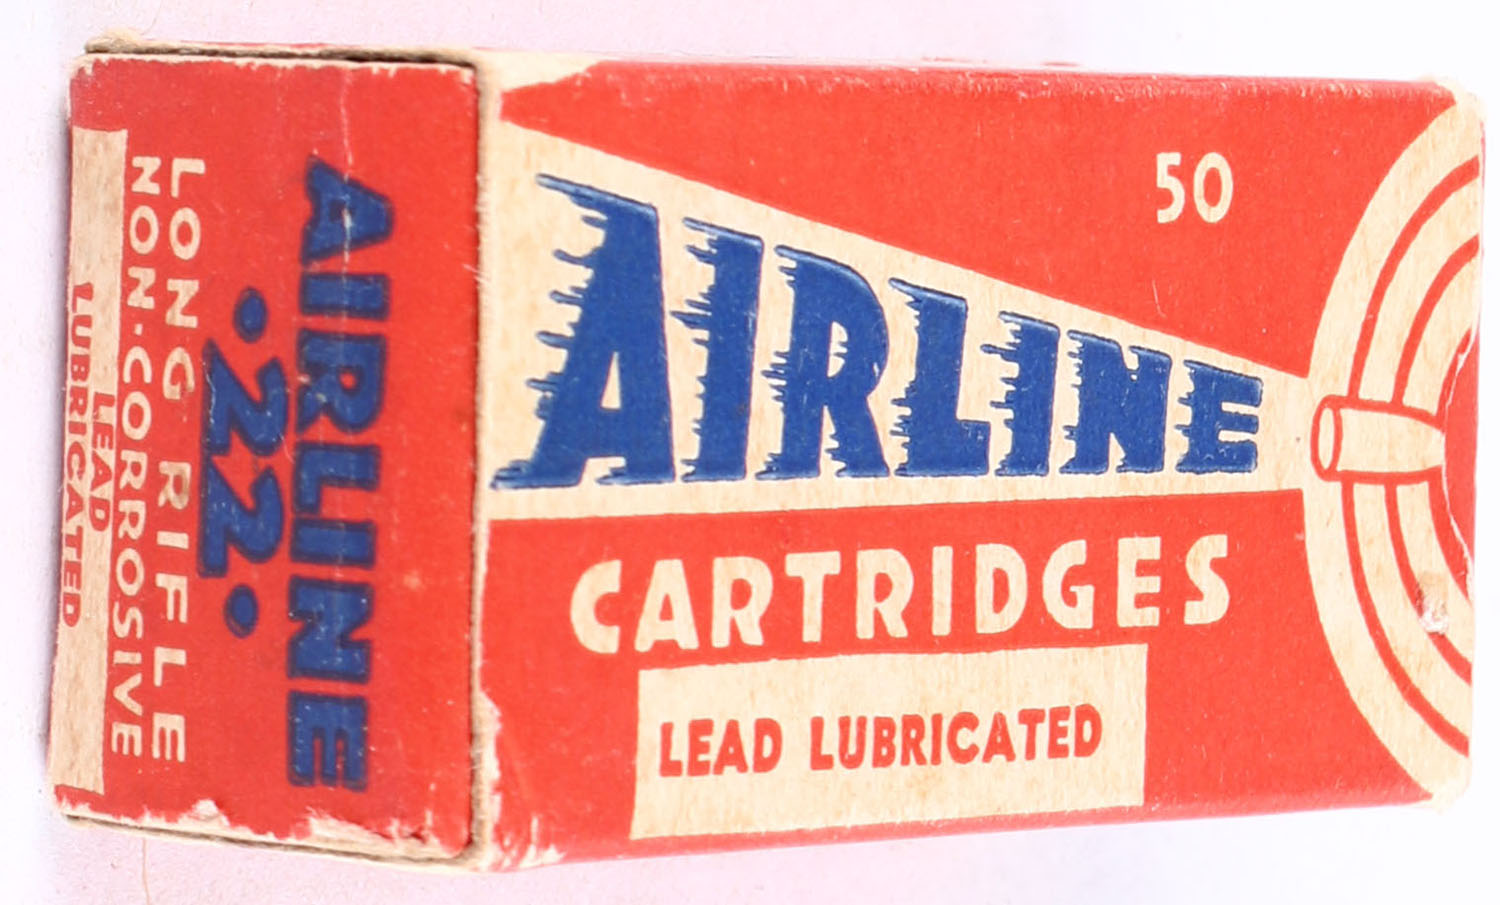 50
AIRLINE
CARTRIDGES
LEAD LUBRICATED
AIRLINE
.22.
LONG RIFLE
NON-CORROSIVE
LEAD
LUBRICATED